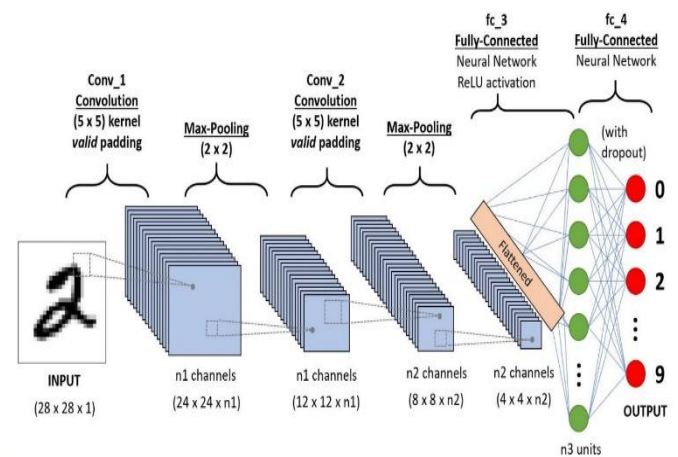 fc_3
Fully-Connected
Neural Network
ReLU activation
fc_4
Fully-Connected
Neural Network
Conv_1
Convolution
(5 x 5) kernel
valid padding
Max-Pooling
(2 x 2)
Conv_2
Convolution
(5 x 5) kernel
valid padding
Max-Pooling
(2 x 2)
(with
dropout)
0
1
2
9
Flattened
2
INPUT
(28 x 28 x 1)
n1 channels
(24 x 24 x n1)
n1 channels
(12 x 12 x n1)
n2 channels
(8 x 8 x n2)
n2 channels
(4 x 4 x n2)
OUTPUT
n3 units